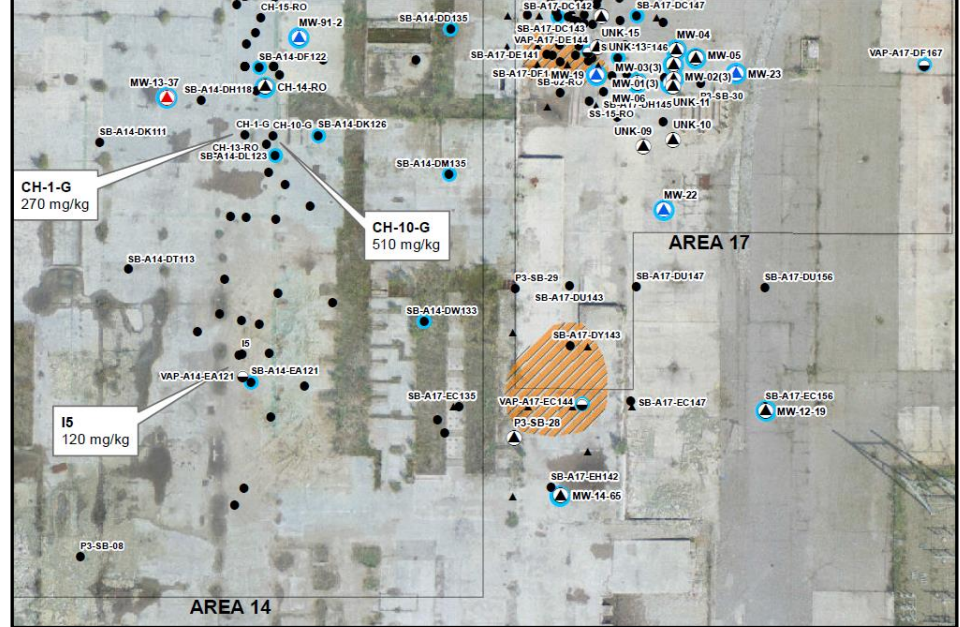 CH-15-RO
MW-91-2
SB-A14-DD135
SB-A17-DC142
SB-A17-DC147
SB-A17-DC143
UNK-15
VAP-A17-DE144
MW-04
SB-A17-DE141
MW-05
VAP-A17-DF167
SB-A14-DF122
MW-03(3)
MW-19
MW-23
MW-13-37
SB-A14-DH118
CH-14-RO
SB-02-RO
MW-01(3)
MW-02(3)
P3-SB-30
MW-06
SB-A17-DH145
UNK-11
SS-15-RO
SB-A14-DK111
CH-1-G
CH-10-G
SB-A14-DK126
UNK-10
UNK-09
CH-13-RO
SB-A14-DL123
SB-A14-DM135
CH-1-G
270 mg/kg
MW-22
CH-10-G
510 mg/kg
AREA 17
SB-A14-DT113
P3-SB-29
SB-A17-DU143
SB-A17-DU147
SB-A17-DU156
SB-A14-DW133
SB-A17-DY143
I5
VAP-A14-EA121
SB-A14-EA121
SB-A17-EC135
VAP-A17-EC144
SB-A17-EC147
SB-A17-EC156
MW-12-19
I5
120 mg/kg
P3-SB-28
SB-A17-EH142
MW-14-65
P3-SB-08
AREA 14